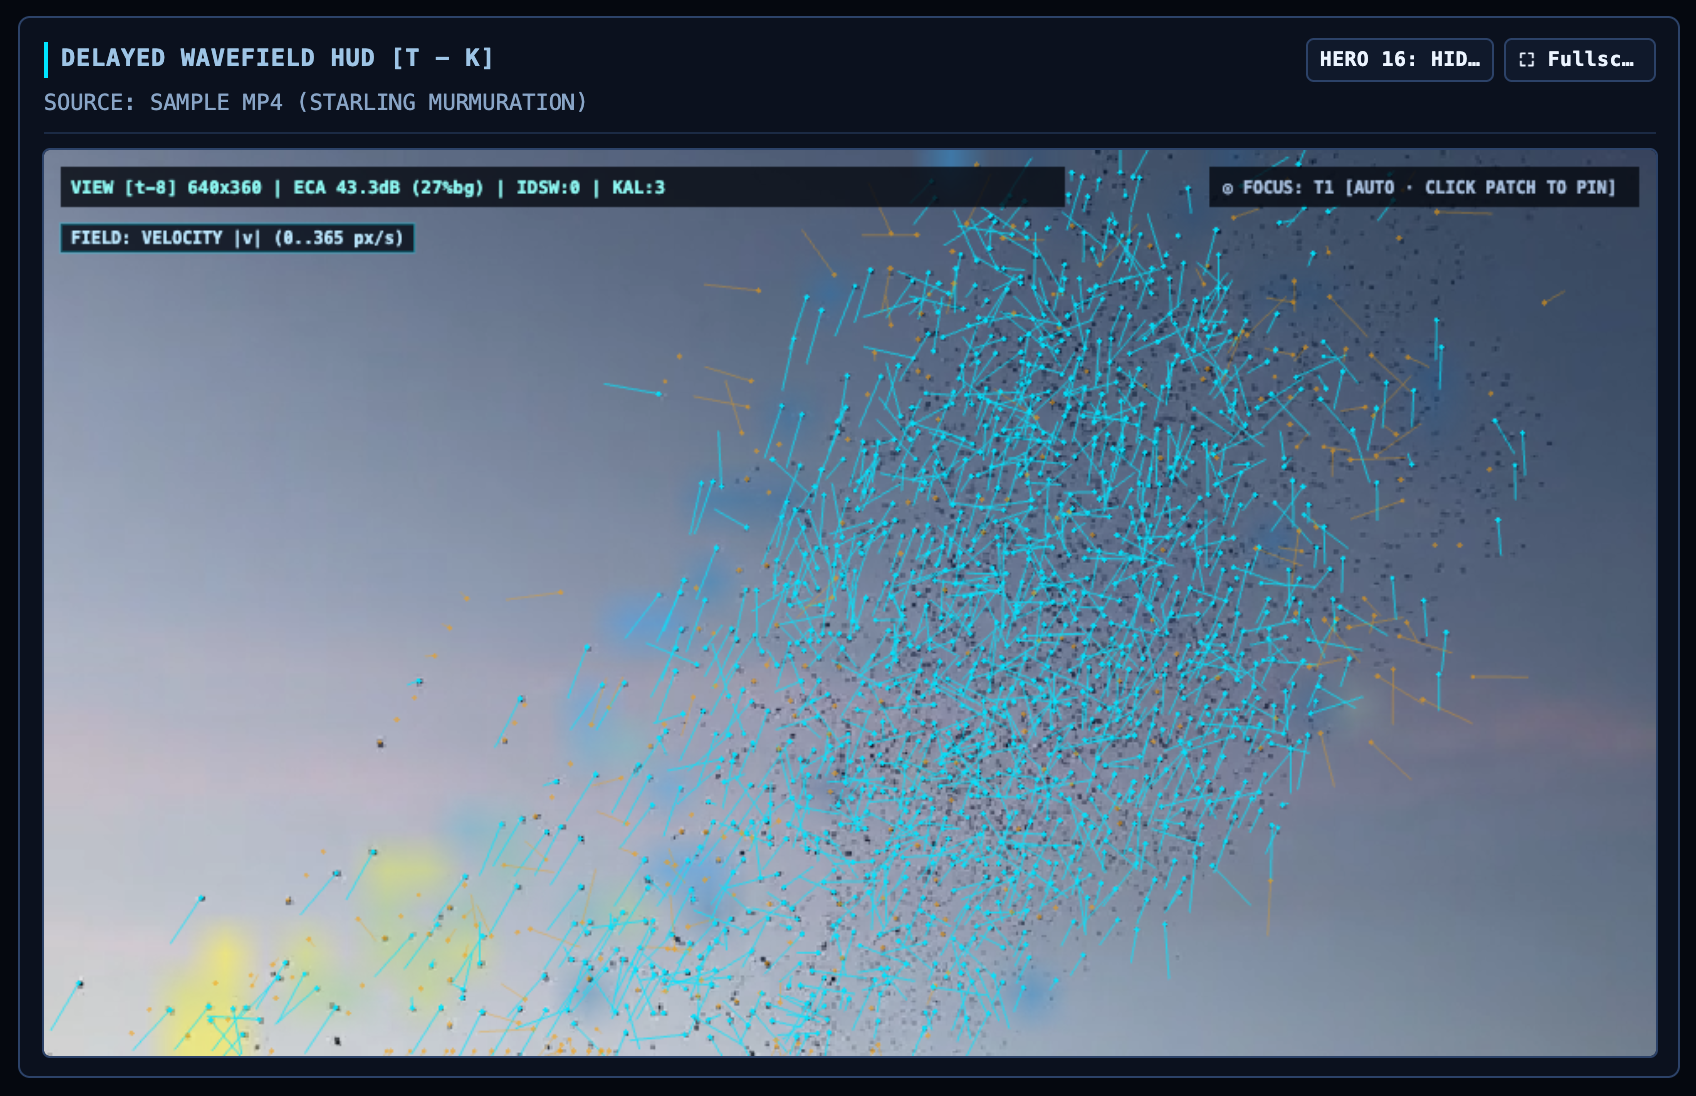 DELAYED WAVEFIELD HUD [T − K]
HERO 16: HID…
Fullsc…
SOURCE: SAMPLE MP4 (STARLING MURMURATION)
VIEW [t−8] 640x360 | ECA 43.3dB (27%bg) | IDSW:0 | KAL:3
◎ FOCUS: T1 [AUTO · CLICK PATCH TO PIN]
FIELD: VELOCITY |v| (0..365 px/s)